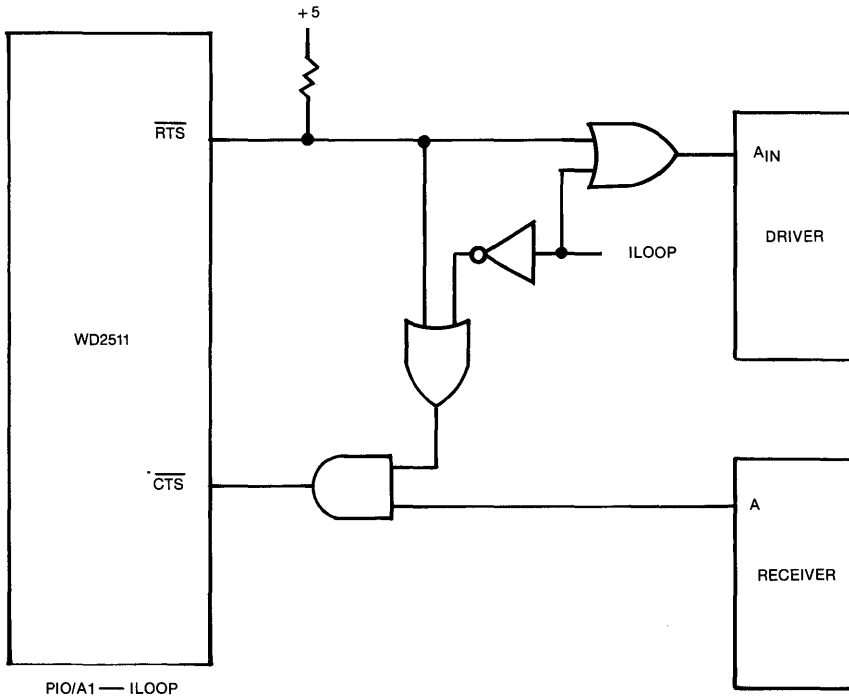 +5
RTS
A_IN
DRIVER
ILOOP
WD2511
CTS
A
RECEIVER
PIO/A1 — ILOOP